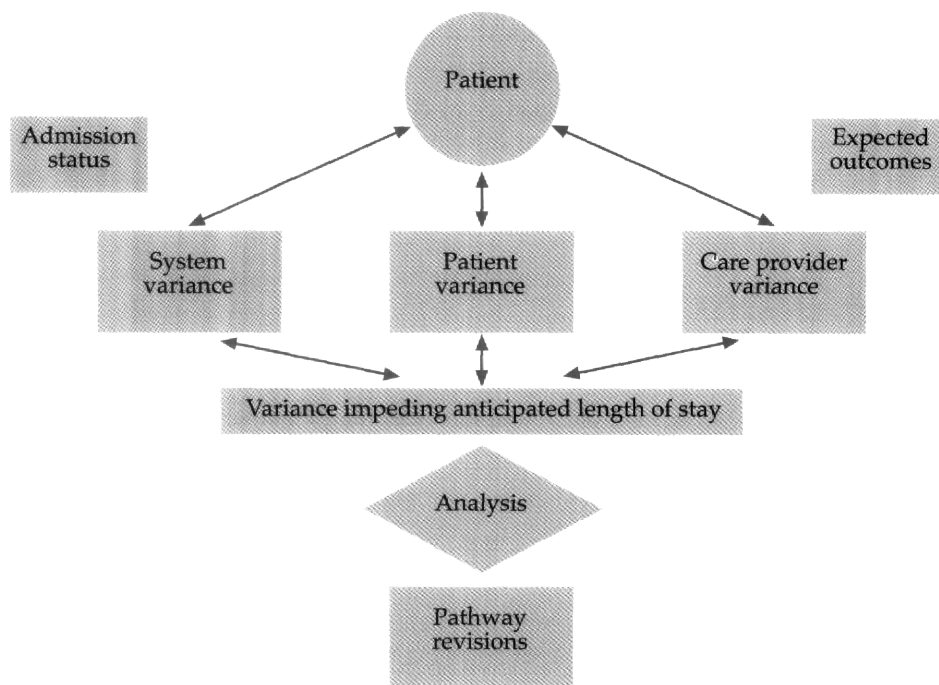 Patient
Admission
status
Expected
outcomes
System
variance
Patient
variance
Care provider
variance
Variance impeding anticipated length of stay
Analysis
Pathway
revisions